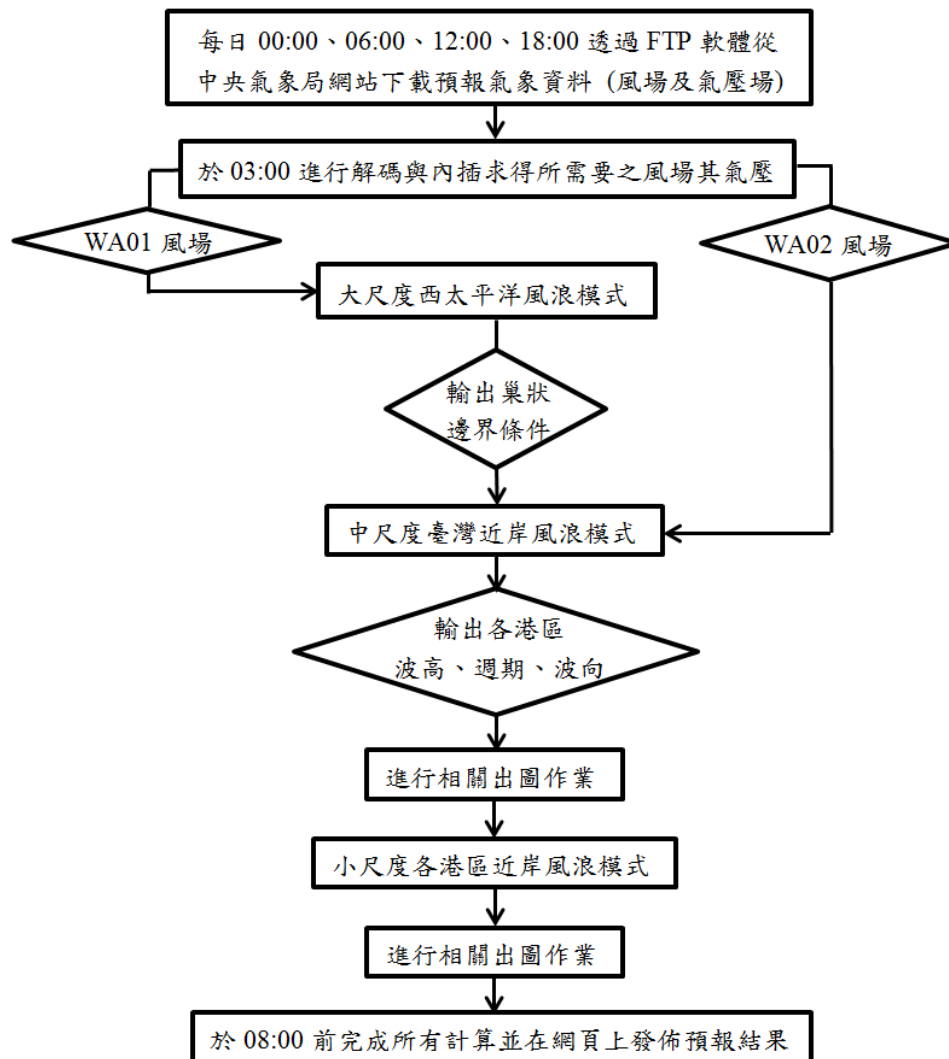 每日 00:00、06:00、12:00、18:00 透過 FTP 軟體從
中央氣象局網站下載預報氣象資料 (風場及氣壓場)
於 03:00 進行解碼與內插求得所需要之風場其氣壓
WA01 風場
WA02 風場
大尺度西太平洋風浪模式
輸出巢狀
邊界條件
中尺度臺灣近岸風浪模式
輸出各港區
波高、週期、波向
進行相關出圖作業
小尺度各港區近岸風浪模式
進行相關出圖作業
於 08:00 前完成所有計算並在網頁上發佈預報結果